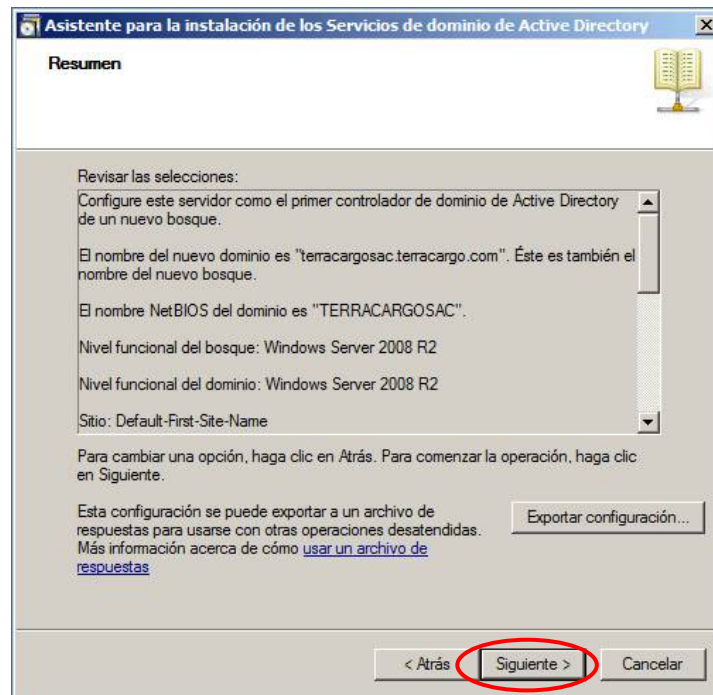 Asistente para la instalación de los Servicios de dominio de Active Directory
Resumen
Revisar las selecciones:
Configure este servidor como el primer controlador de dominio de Active Directory
de un nuevo bosque.
El nombre del nuevo dominio es "terracargosac.terracargo.com". Éste es también el
nombre del nuevo bosque.
El nombre NetBIOS del dominio es "TERRACARGOSAC".
Nivel funcional del bosque: Windows Server 2008 R2
Nivel funcional del dominio: Windows Server 2008 R2
Sitio: Default-First-Site-Name
Para cambiar una opción, haga clic en Atrás. Para comenzar la operación, haga clic
en Siguiente.
Esta configuración se puede exportar a un archivo de
respuestas para usarse con otras operaciones desatendidas.
Más información acerca de cómo usar un archivo de
respuestas
Exportar configuración...
< Atrás
Siguiente >
Cancelar